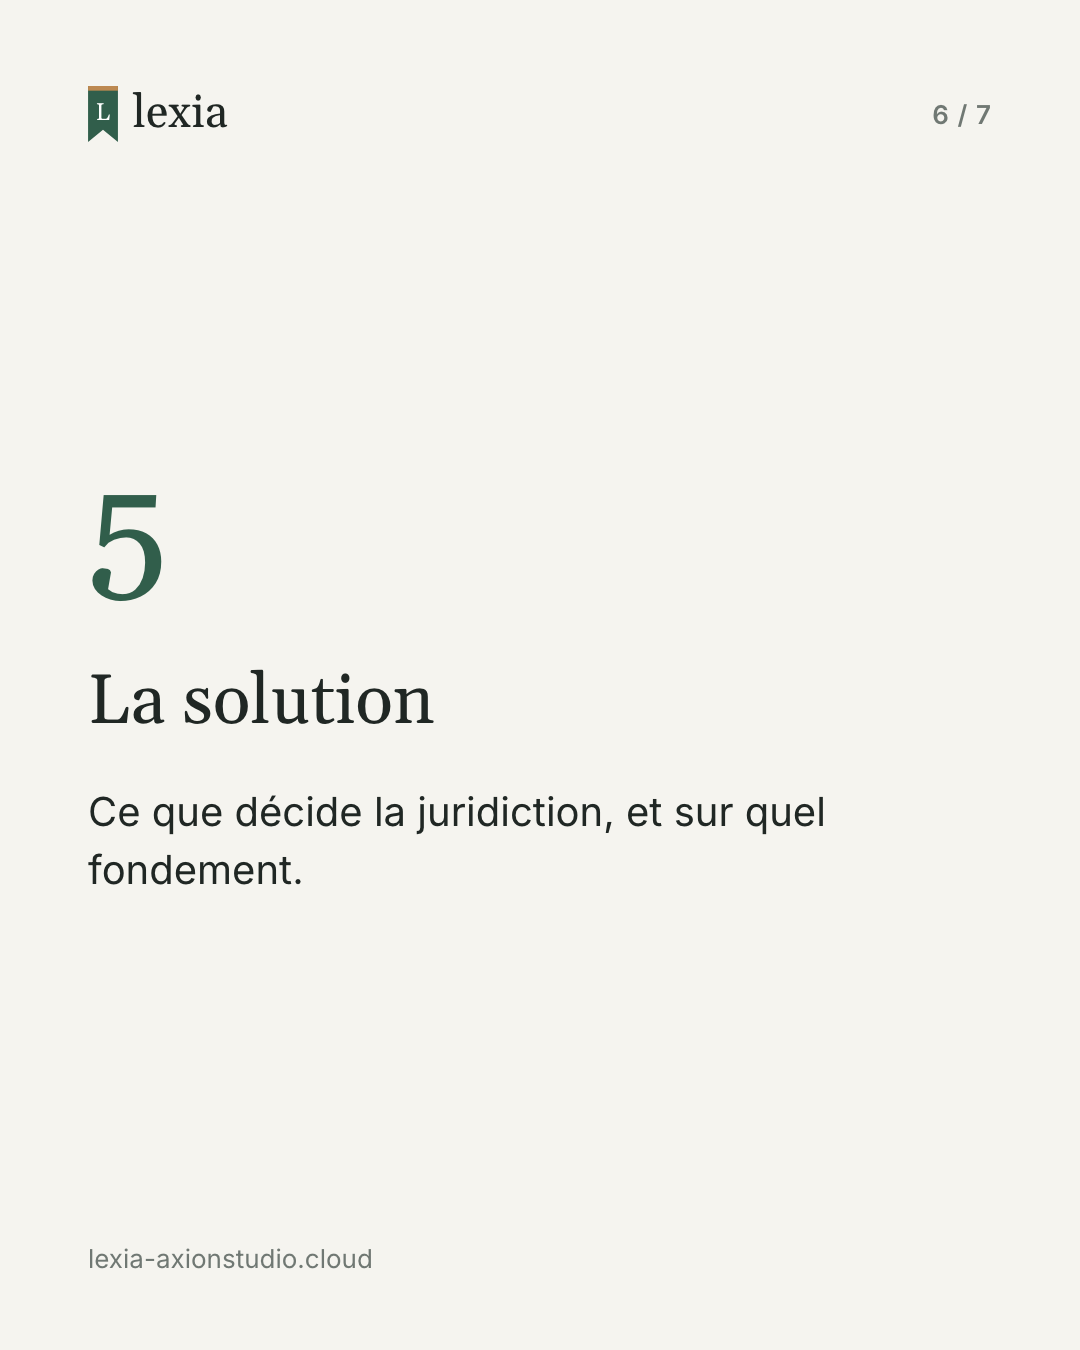 L lexia
6 / 7
5
La solution
Ce que décide la juridiction, et sur quel
fondement.
lexia-axionstudio.cloud